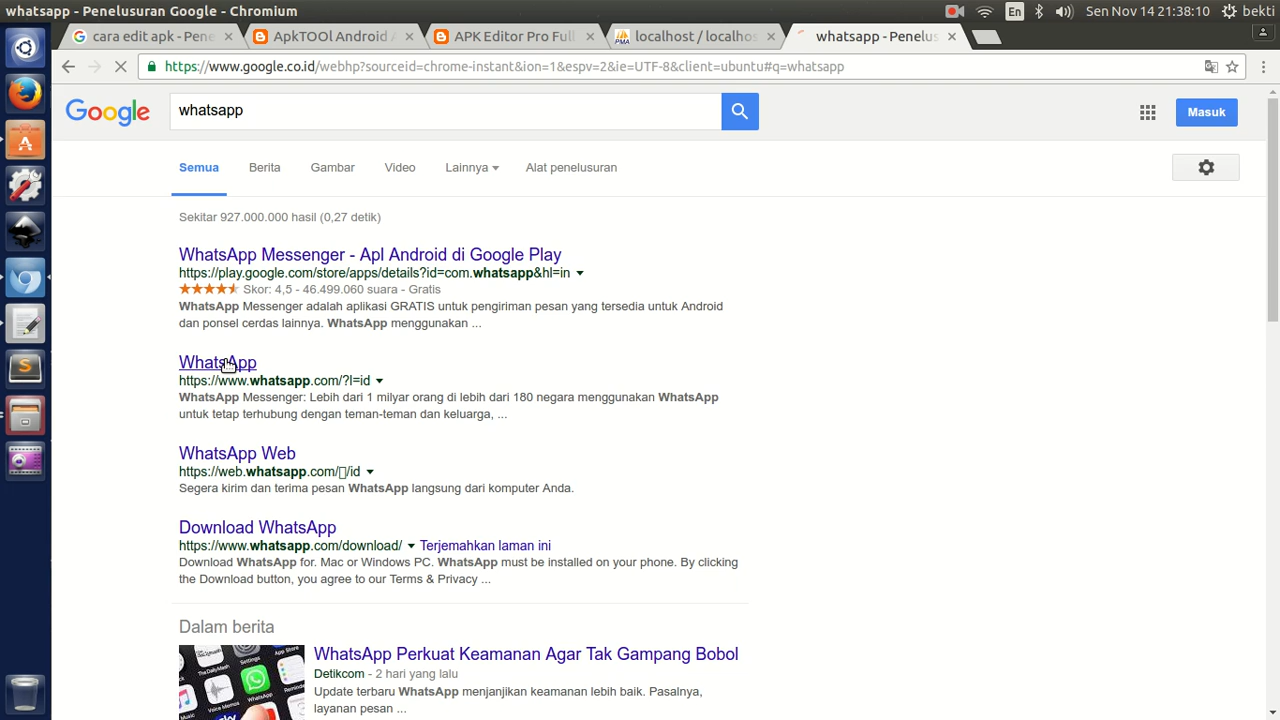 whatsapp - Penelusuran Google - Chromium
En
Sen Nov 14 21:38:10
bekti
cara edit apk - Pene
ApkTOOl Android A
APK Editor Pro Full
localhost / localhos
whatsapp - Penelus
https://www.google.co.id/webhp?sourceid=chrome-instant&ion=1&espv=2&ie=UTF-8&client=ubuntu#q=whatsapp
Google
whatsapp
Masuk
Semua
Berita
Gambar
Video
Lainnya
Alat penelusuran
Sekitar 927.000.000 hasil (0,27 detik)
WhatsApp Messenger - Apl Android di Google Play
https://play.google.com/store/apps/details?id=com.whatsapp&hl=in
Skor: 4,5 - 46.499.060 suara - Gratis
WhatsApp Messenger adalah aplikasi GRATIS untuk pengiriman pesan yang tersedia untuk Android
dan ponsel cerdas lainnya. WhatsApp menggunakan ...
WhatsApp
https://www.whatsapp.com/?l=id
WhatsApp Messenger: Lebih dari 1 milyar orang di lebih dari 180 negara menggunakan WhatsApp
untuk tetap terhubung dengan teman-teman dan keluarga, ...
WhatsApp Web
https://web.whatsapp.com/▯/id
Segera kirim dan terima pesan WhatsApp langsung dari komputer Anda.
Download WhatsApp
https://www.whatsapp.com/download/ Terjemahkan laman ini
Download WhatsApp for. Mac or Windows PC. WhatsApp must be installed on your phone. By clicking
the Download button, you agree to our Terms & Privacy ...
Dalam berita
WhatsApp Perkuat Keamanan Agar Tak Gampang Bobol
Detikcom - 2 hari yang lalu
Update terbaru WhatsApp menjanjikan keamanan lebih baik. Pasalnya,
layanan pesan ...